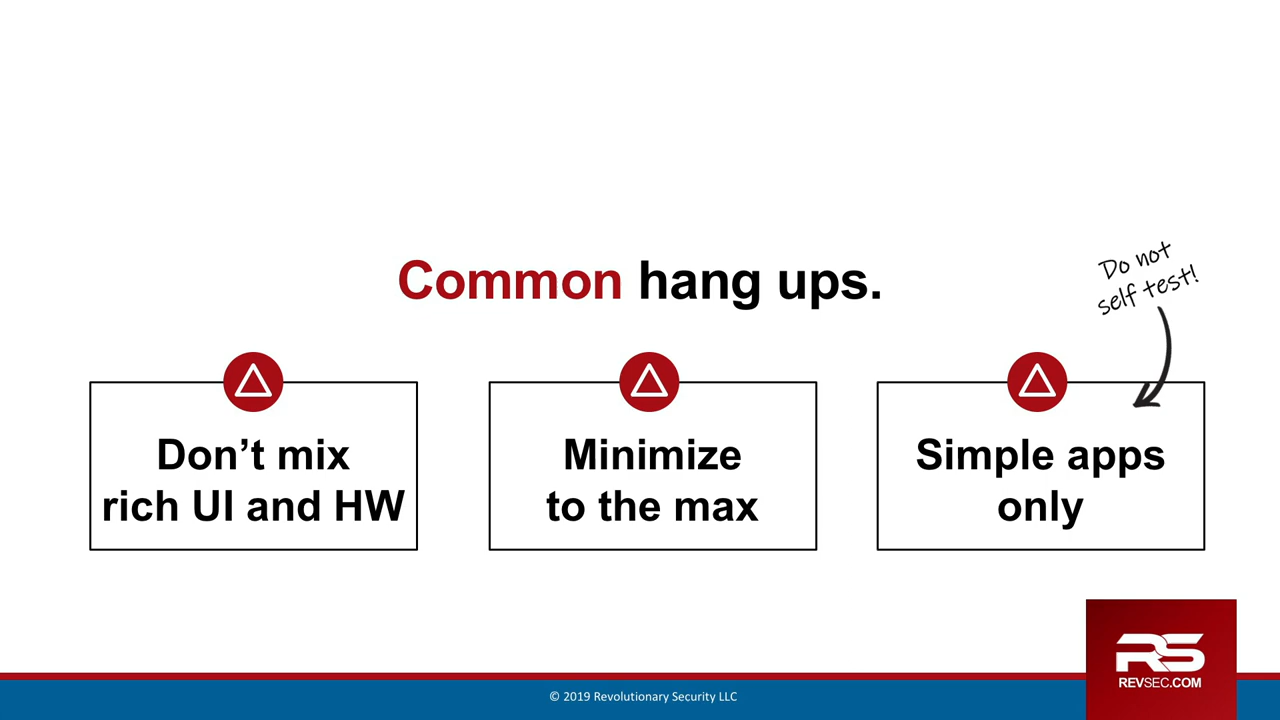 Common hang ups.
Do not
self test!
Don’t mix
rich UI and HW
Minimize
to the max
Simple apps
only
RS
REVSEC.COM
© 2019 Revolutionary Security LLC